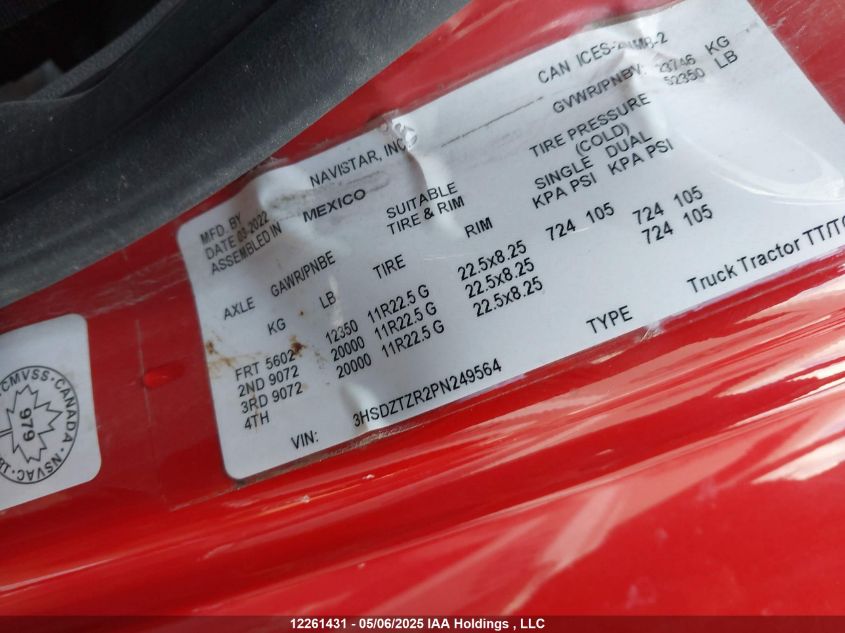 CAN ICES-2
GVWR/PNBV: 23746 KG
52350 LB
MFD. BY NAVISTAR, INC.
DATE 03-2022
ASSEMBLED IN MEXICO
SUITABLE
TIRE & RIM
TIRE PRESSURE
(COLD)
SINGLE DUAL
KPA PSI KPA PSI
AXLE GAWR/PNBE TIRE RIM
KG LB
FRT 5602 12350 11R22.5 G 22.5x8.25 724 105
2ND 9072 20000 11R22.5 G 22.5x8.25 724 105
3RD 9072 20000 11R22.5 G 22.5x8.25 724 105
4TH
TYPE Truck Tractor TT/
VIN: 3HSDZTZR2PN249564
CMVSS CANADA
979
NSVAC
12261431 - 05/06/2025 IAA Holdings , LLC